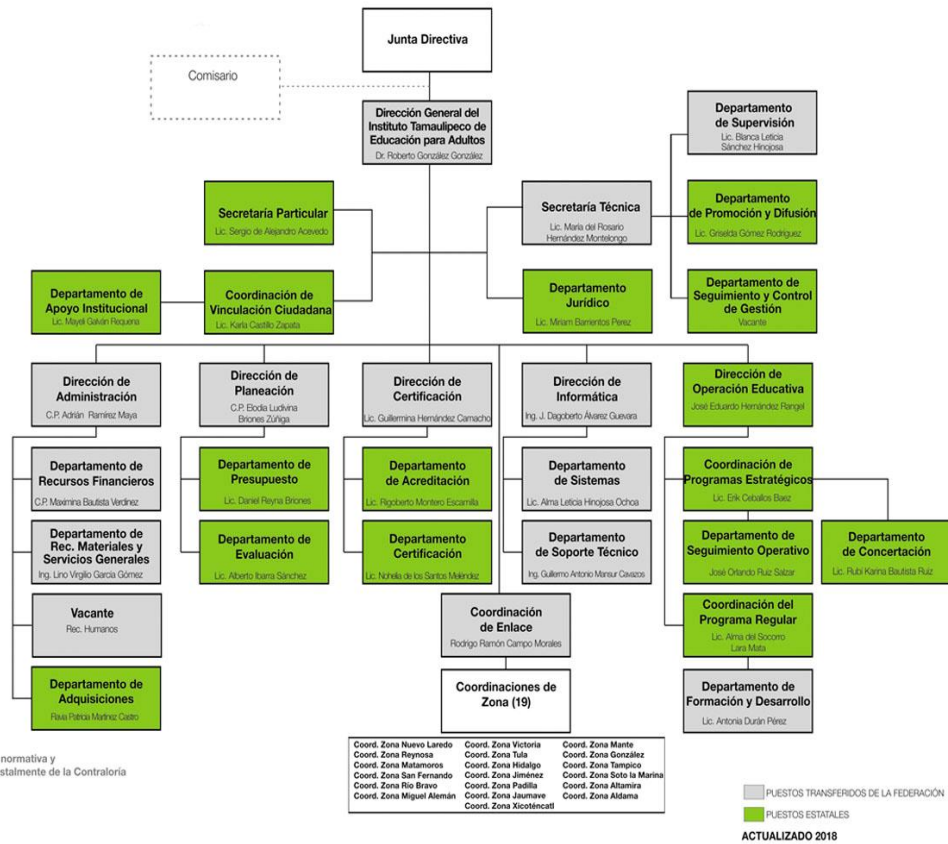 Junta Directiva
Comisario
Dirección General del
Instituto Tamaulipeco de
Educación para Adultos
Dr. Roberto González González
Departamento
de Supervisión
Lic. Blanca Leticia
Sánchez Hinojosa
Secretaría Particular
Lic. Sergio de Alejandro Acevedo
Secretaría Técnica
Lic. María del Rosario
Hernández Montelongo
Departamento
de Promoción y Difusión
Lic. Griselda Gómez Rodríguez
Departamento de
Apoyo Institucional
Lic. Mayeli Galván Requena
Coordinación de
Vinculación Ciudadana
Lic. Karla Castillo Zapata
Departamento
Jurídico
Lic. Miriam Barrientos Perez
Departamento de
Seguimiento y Control
de Gestión
Vacante
Dirección de
Administración
C.P. Adrián Ramírez Maya
Dirección de
Planeación
C.P. Elodia Ludivina
Briones Zúñiga
Dirección de
Certificación
Lic. Guillermina Hernández Camacho
Dirección de
Informática
Ing. J. Dagoberto Álvarez Guevara
Dirección de
Operación Educativa
José Eduardo Hernández Rangel
Departamento de
Recursos Financieros
C.P. Maximina Bautista Verdinez
Departamento de
Presupuesto
Lic. Daniel Reyna Briones
Departamento
de Acreditación
Lic. Rigoberto Montero Escamilla
Departamento
de Sistemas
Lic. Alma Leticia Hinojosa Ochoa
Coordinación de
Programas Estratégicos
Lic. Erik Ceballos Baez
Departamento de
Rec. Materiales y
Servicios Generales
Ing. Lino Virgilio García Gómez
Departamento
de Evaluación
Lic. Alberto Ibarra Sánchez
Departamento
Certificación
Lic. Nohelia de los Santos Meléndez
Departamento
de Soporte Técnico
Ing. Guillermo Antonio Mansur Cavazos
Departamento de
Seguimiento Operativo
José Orlando Ruiz Salzar
Departamento
de Concertación
Lic. Rubi Karina Bautista Ruiz
Vacante
Rec. Humanos
Coordinación
de Enlace
Rodrigo Ramón Campo Morales
Coordinación del
Programa Regular
Lic. Alma del Socorro
Lara Mata
Departamento de
Adquisiciones
Flavia Patricia Martínez Castro
Coordinaciones de
Zona (19)
Departamento de
Formación y Desarrollo
Lic. Antonia Durán Pérez
Coord. Zona Nuevo Laredo
Coord. Zona Reynosa
Coord. Zona Matamoros
Coord. Zona San Fernando
Coord. Zona Río Bravo
Coord. Zona Miguel Alemán
Coord. Zona Victoria
Coord. Zona Tula
Coord. Zona Hidalgo
Coord. Zona Jiménez
Coord. Zona Padilla
Coord. Zona Jaumave
Coord. Zona Xicoténcatl
Coord. Zona Mante
Coord. Zona González
Coord. Zona Tampico
Coord. Zona Soto la Marina
Coord. Zona Altamira
Coord. Zona Aldama
normativa y
stalmente de la Contraloría
PUESTOS TRANSFERIDOS DE LA FEDERACIÓN
PUESTOS ESTATALES
ACTUALIZADO 2018